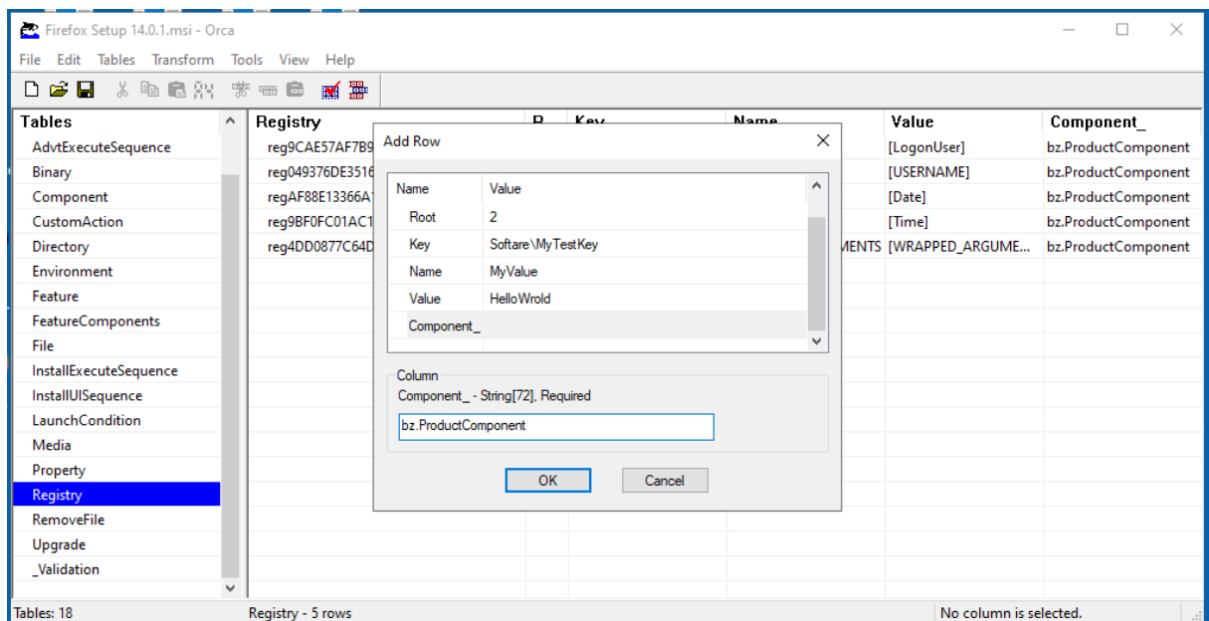 Firefox Setup 14.0.1.msi - Orca
File Edit Tables Transform Tools View Help
Tables
AdvtExecuteSequence
Binary
Component
CustomAction
Directory
Environment
Feature
FeatureComponents
File
InstallExecuteSequence
InstallUISequence
LaunchCondition
Media
Property
Registry
RemoveFile
Upgrade
_Validation
Registry R Key Name Value Component_
reg9CAE57AF7B9 [LogonUser] bz.ProductComponent
reg049376DE3516 [USERNAME] bz.ProductComponent
regAF88E13366A [Date] bz.ProductComponent
reg9BF0FC01AC1 [Time] bz.ProductComponent
reg4DD0877C64D MENTS [WRAPPED_ARGUME... bz.ProductComponent
Add Row
Name Value
Root 2
Key Softare\MyTestKey
Name MyValue
Value HelloWrold
Component_
Column
Component_ - String[72], Required
bz.ProductComponent
OK Cancel
Tables: 18 Registry - 5 rows No column is selected.